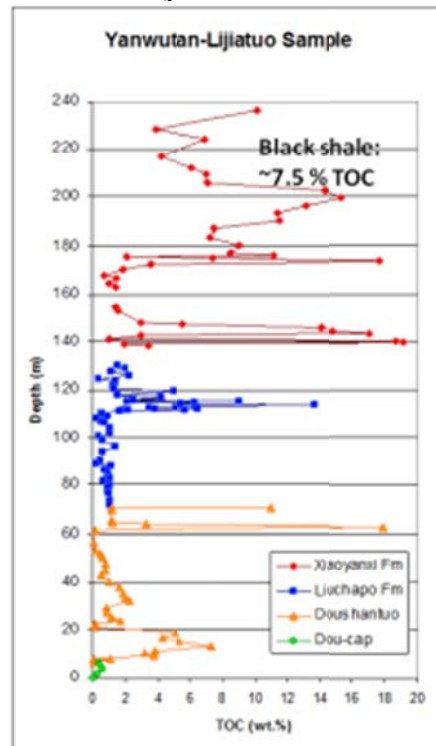 Yanwutan-Lijiatuo Sample
Black shale:
~7.5 % TOC
240
220
200
180
160
140
120
100
80
60
40
20
0
Depth (m)
Xiaoyanxi Fm
Liuchapo Fm
Doushantuo
Dou-cap
0 2 4 6 8 10 12 14 16 18 20
TOC (wt.%)